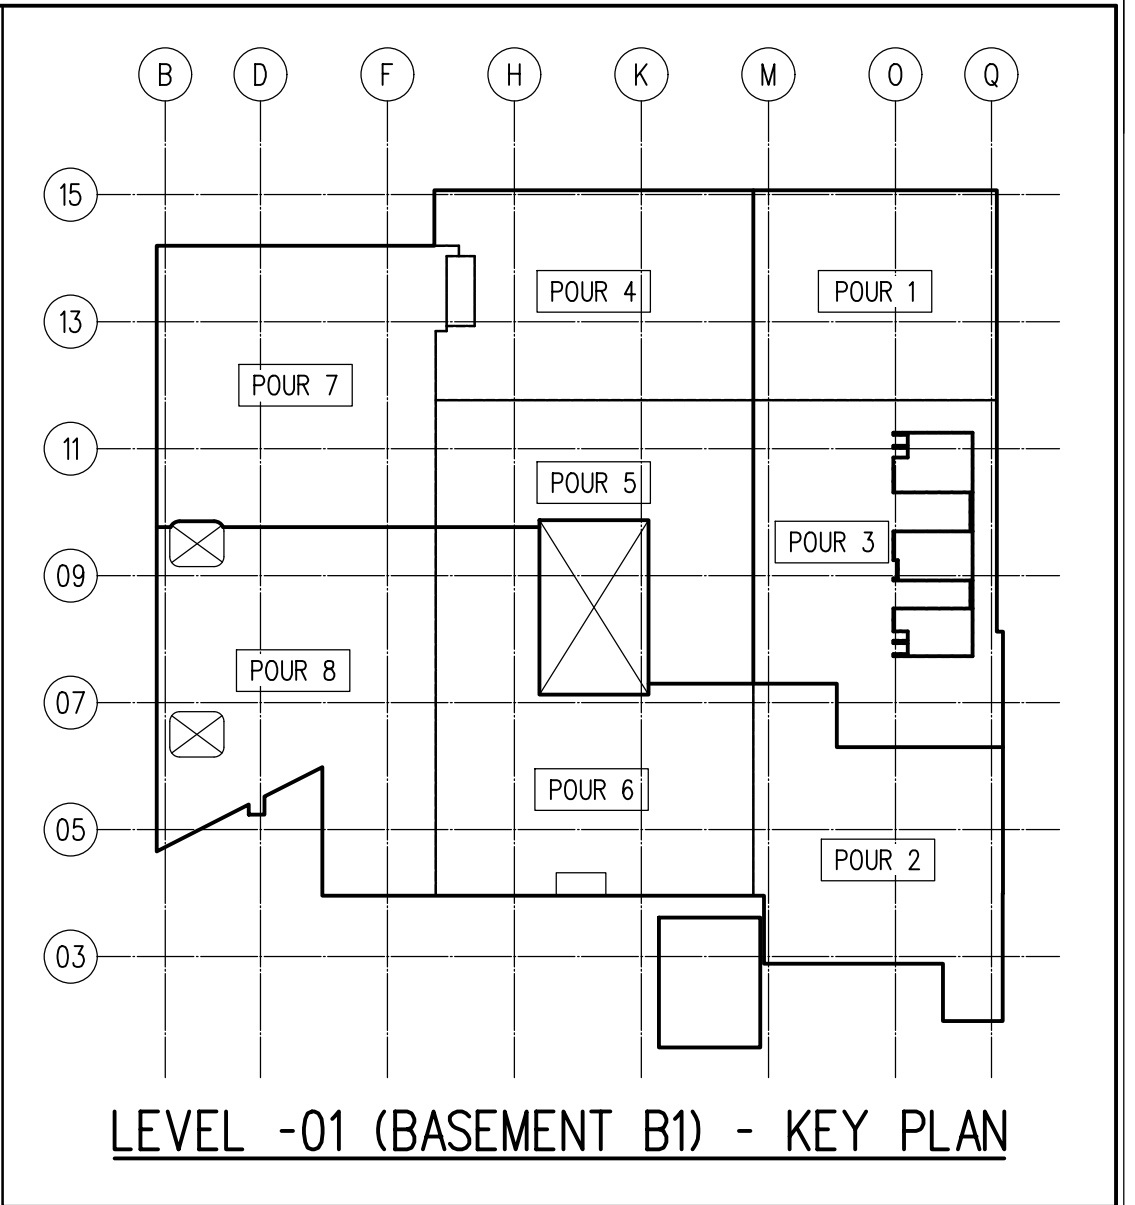 B D F H K M O Q
15
POUR 4 POUR 1
13
POUR 7
11
POUR 5
POUR 3
09
POUR 8
07
POUR 6
05
POUR 2
03
LEVEL -01 (BASEMENT B1) - KEY PLAN